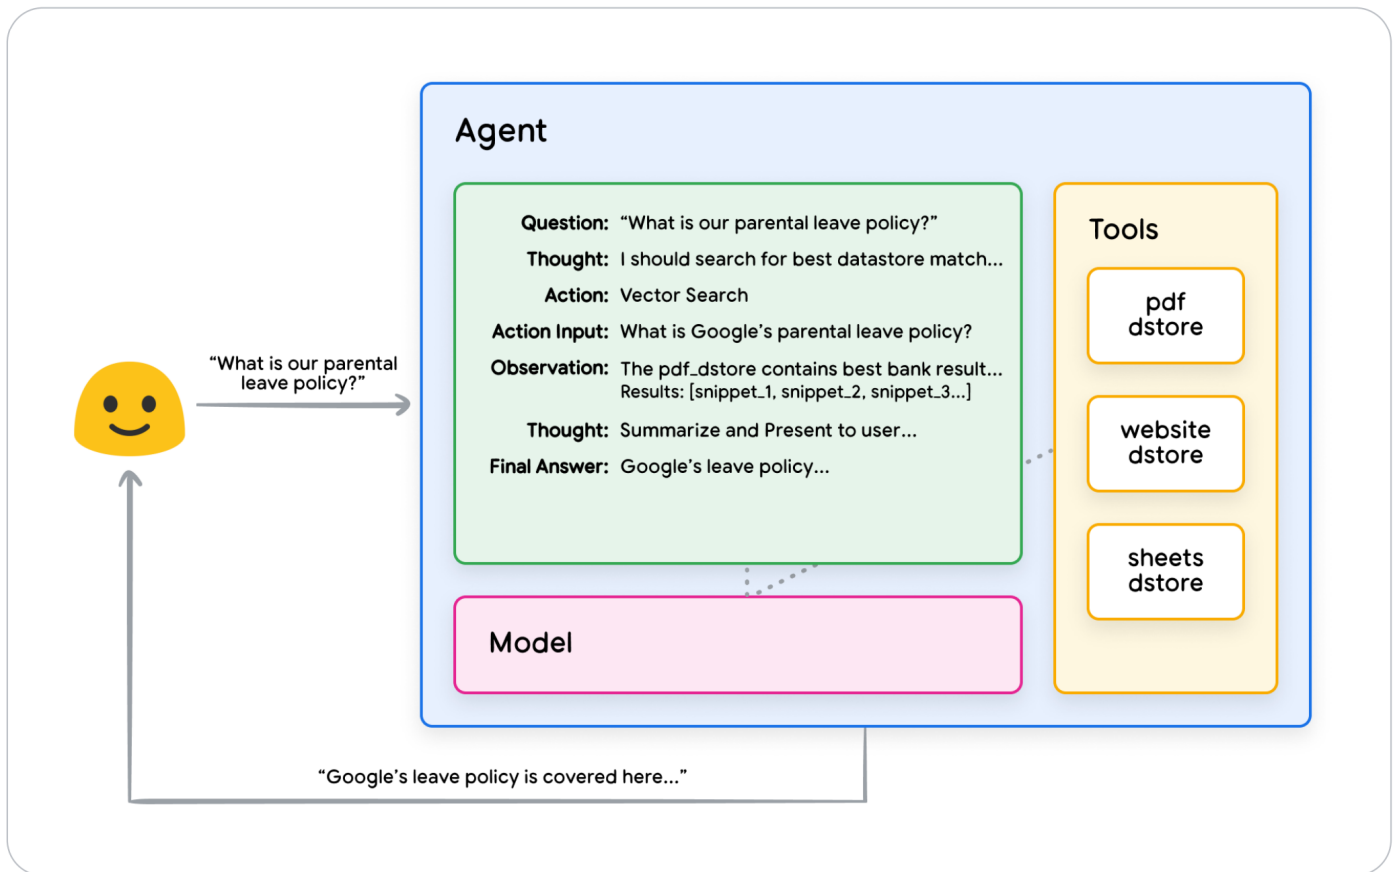 Agent
Question: “What is our parental leave policy?”
Thought: I should search for best datastore match...
Action: Vector Search
Action Input: What is Google’s parental leave policy?
Observation: The pdf_dstore contains best bank result...
Results: [snippet_1, snippet_2, snippet_3...]
Thought: Summarize and Present to user...
Final Answer: Google’s leave policy...
Tools
pdf
dstore
website
dstore
sheets
dstore
“What is our parental
leave policy?”
Model
“Google’s leave policy is covered here...”